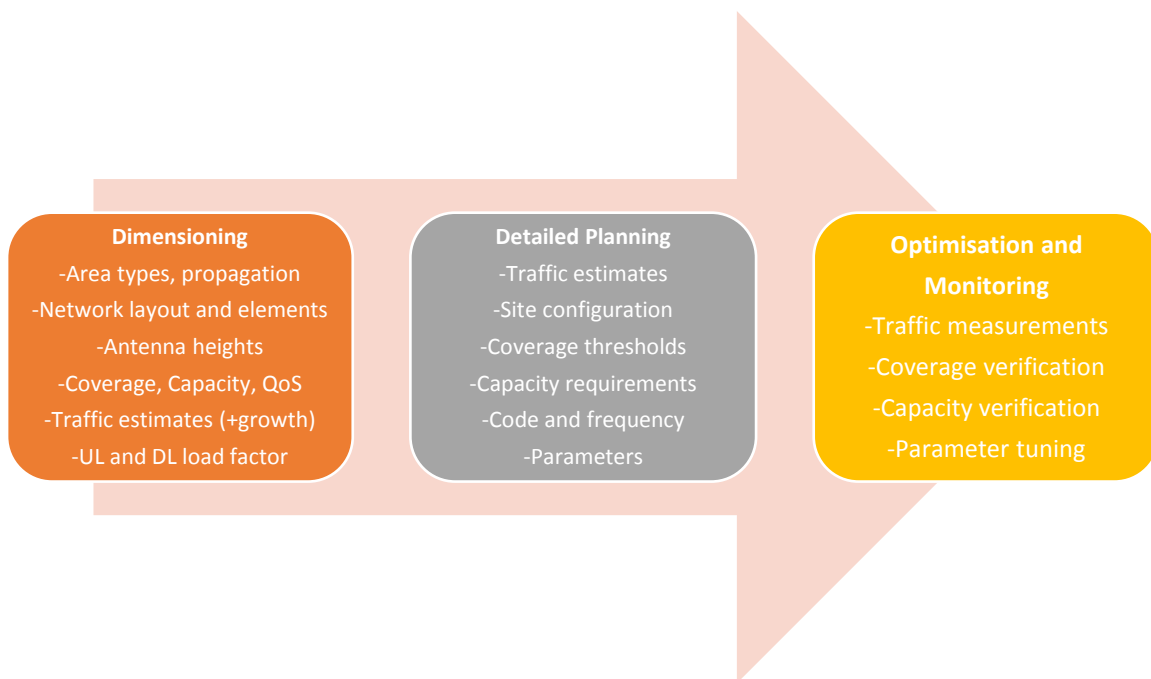 Dimensioning
-Area types, propagation
-Network layout and elements
-Antenna heights
-Coverage, Capacity, QoS
-Traffic estimates (+growth)
-UL and DL load factor
Detailed Planning
-Traffic estimates
-Site configuration
-Coverage thresholds
-Capacity requirements
-Code and frequency
-Parameters
Optimisation and
Monitoring
-Traffic measurements
-Coverage verification
-Capacity verification
-Parameter tuning